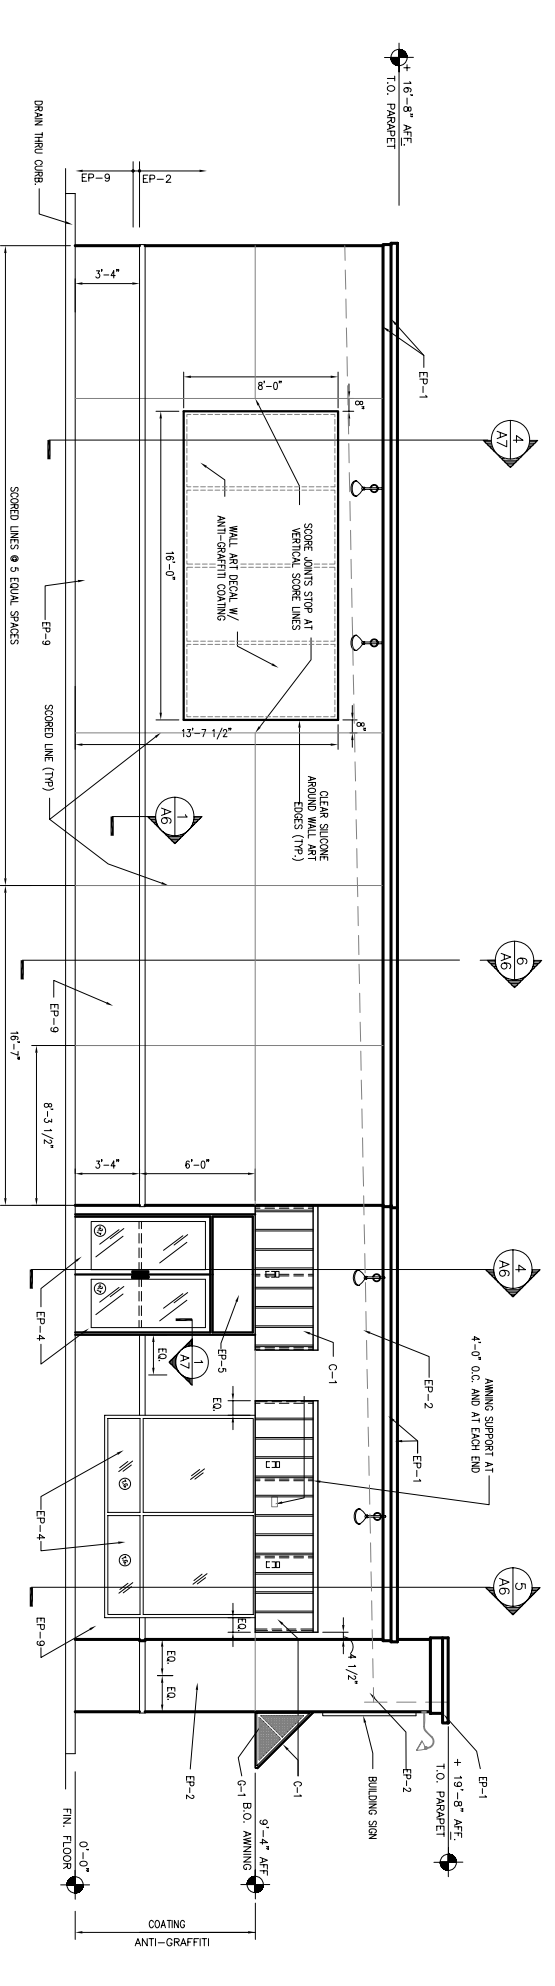 + 16'-8" AFF.
T.O. PARAPET
DRAIN THRU CURB.
EP-9
EP-2
3'-4"
EP-1
8'-0"
8"
4
A7
SCORE JOINTS STOP AT
VERTICAL SCORE LINES
WALL ART DECAL W/
ANTI-GRAFFITI COATING
16'-0"
SCORED LINES @ 5 EQUAL SPACES
EP-9
SCORED LINE (TYP)
13'-7 1/2"
8"
CLEAR SILICONE
AROUND WALL ART
EDGES (TYP.)
1
A6
6
A6
EP-9
16'-7"
8'-3 1/2"
3'-4"
6'-0"
4
A6
EP-4
EP-5
EQ.
1
A7
C-1
EP-2
EP-1
AWNING SUPPORT AT
4'-0" O.C. AND AT EACH END
EQ.
EP-4
5
A6
EP-9
EQ.
EQ.
EQ.
4 1/2"
EP-2
G-1
C-1
BUILDING SIGN
EP-2
EP-1
+ 19'-8" AFF.
T.O. PARAPET
9'-4" AFF
B.O. AWNING
0'-0"
FIN. FLOOR
COATING
ANTI-GRAFFITI